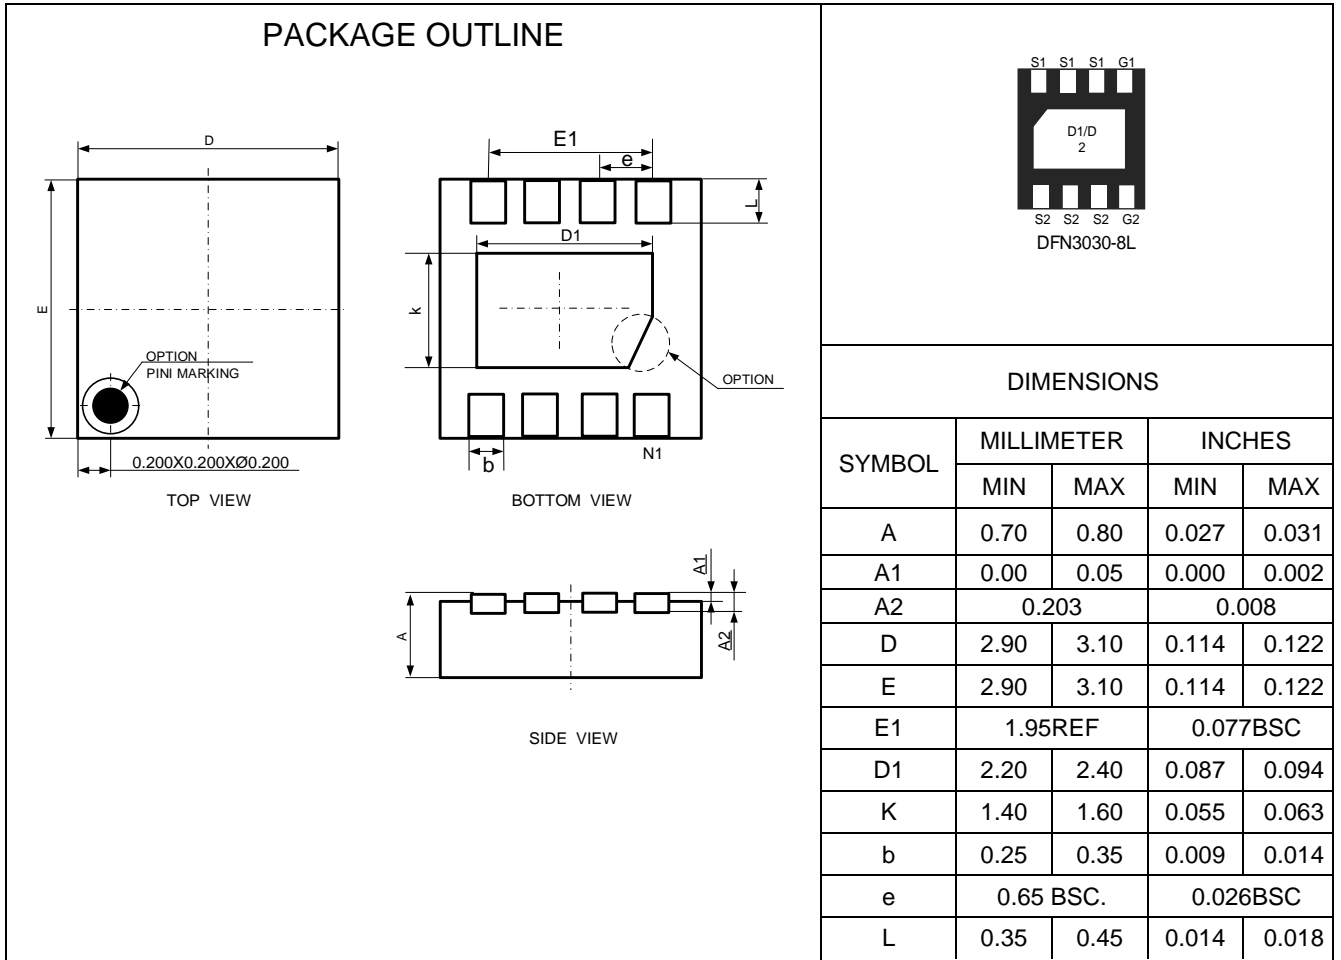 PACKAGE OUTLINE
D
E
OPTION
PINI MARKING
0.200X0.200XØ0.200
TOP VIEW
E1
e
L
D1
k
OPTION
b
N1
BOTTOM VIEW
A1
A
A2
SIDE VIEW
S1 S1 S1 G1
D1/D
2
S2 S2 S2 G2
DFN3030-8L
DIMENSIONS
SYMBOL MILLIMETER INCHES
MIN MAX MIN MAX
A 0.70 0.80 0.027 0.031
A1 0.00 0.05 0.000 0.002
A2 0.203 0.008
D 2.90 3.10 0.114 0.122
E 2.90 3.10 0.114 0.122
E1 1.95REF 0.077BSC
D1 2.20 2.40 0.087 0.094
K 1.40 1.60 0.055 0.063
b 0.25 0.35 0.009 0.014
e 0.65 BSC. 0.026BSC
L 0.35 0.45 0.014 0.018